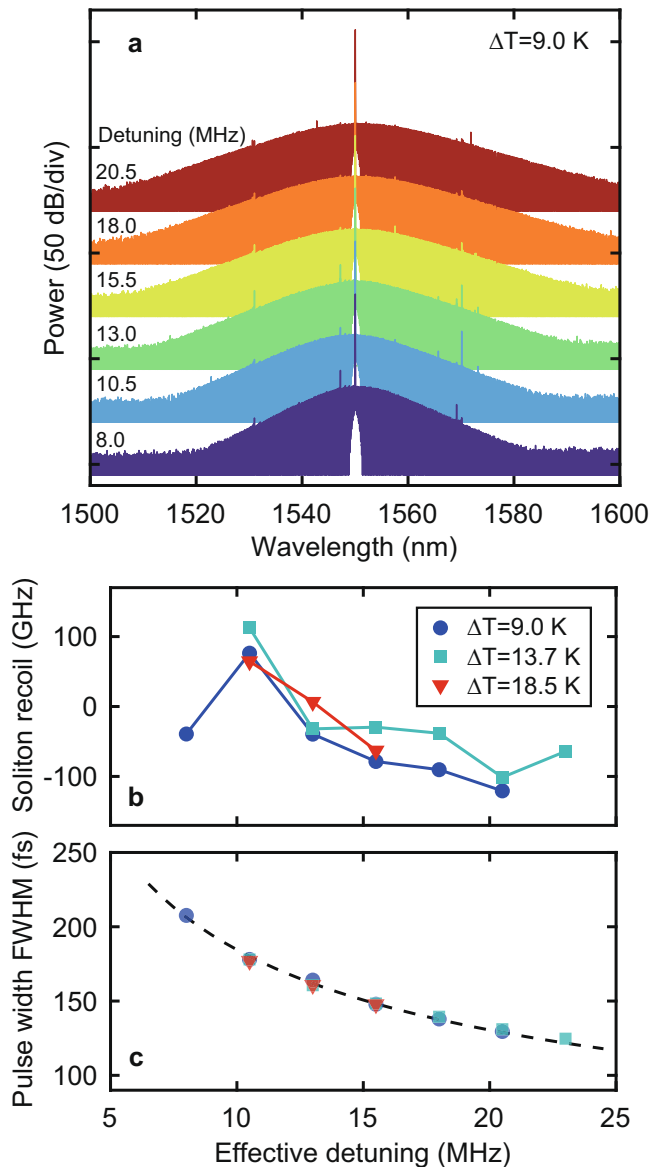 a
ΔT=9.0 K
Detuning (MHz)
20.5
18.0
15.5
13.0
10.5
8.0
Power (50 dB/div)
1500 1520 1540 1560 1580 1600
Wavelength (nm)
Soliton recoil (GHz)
100
0
-100
ΔT=9.0 K
ΔT=13.7 K
ΔT=18.5 K
b
Pulse width FWHM (fs)
250
200
150
100
c
5 10 15 20 25
Effective detuning (MHz)